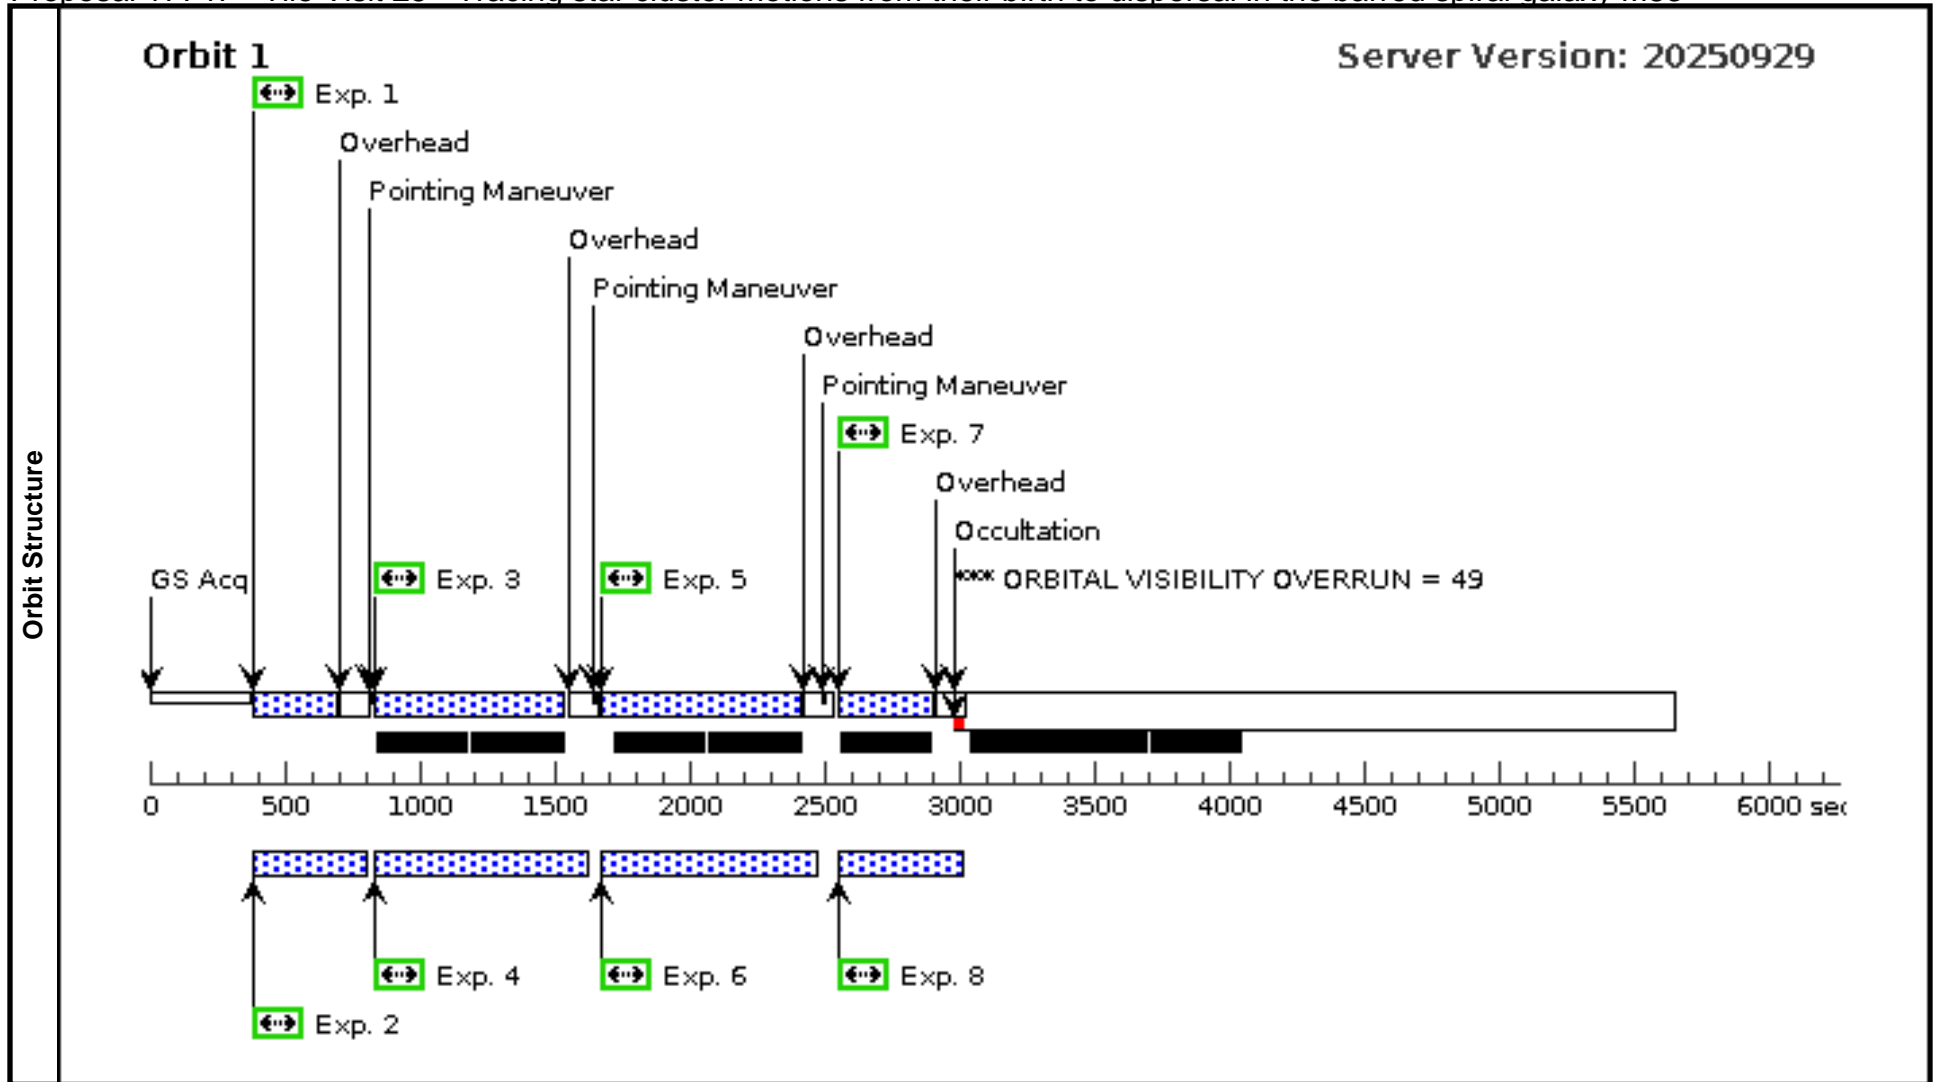 Orbit 1
Server Version: 20250929
Exp. 1
Overhead
Pointing Maneuver
Overhead
Pointing Maneuver
Overhead
Pointing Maneuver
Exp. 7
Overhead
Occultation
GS Acq
Exp. 3
Exp. 5
**** ORBITAL VISIBILITY OVERRUN = 49
Orbit Structure
0 500 1000 1500 2000 2500 3000 3500 4000 4500 5000 5500 6000
Exp. 4
Exp. 6
Exp. 8
Exp. 2